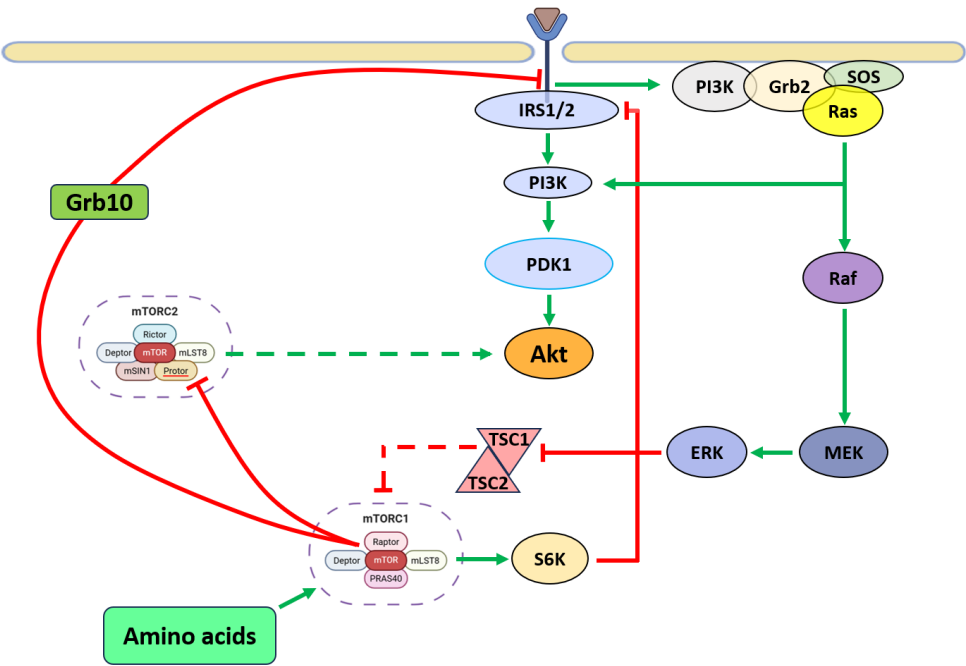 PI3K
Grb2
SOS
Ras
IRS1/2
PI3K
Grb10
PDK1
Raf
mTORC2
Rictor
Deptor
mTOR
mLST8
mSIN1
Protor
Akt
TSC1
TSC2
ERK
MEK
mTORC1
Raptor
Deptor
mTOR
mLST8
PRAS40
S6K
Amino acids